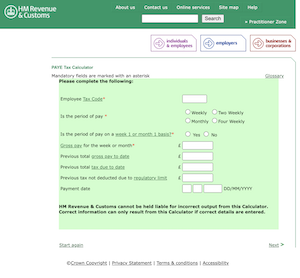 HM Revenue & Customs
About us Contact us Online services Site map Help
Search
Practitioner Zone
individuals & employees
employers
businesses & corporations
PAYE Tax Calculator
Mandatory fields are marked with an asterisk Glossary
Please complete the following:
Employee Tax Code*
Is the period of pay * Weekly Two Weekly
Monthly Four Weekly
Is the period of pay on a week 1 or month 1 basis?* Yes No
Gross pay for the week or month* £
Previous total gross pay to date £
Previous total tax due to date £
Previous tax not deducted due to regulatory limit £
Payment date DD/MM/YYYY
HM Revenue & Customs cannot be held liable for incorrect output from this Calculator.
Correct information can only result from this Calculator if correct details are entered.
Start again Next >
©Crown Copyright | Privacy Statement | Terms & conditions | Accessibility